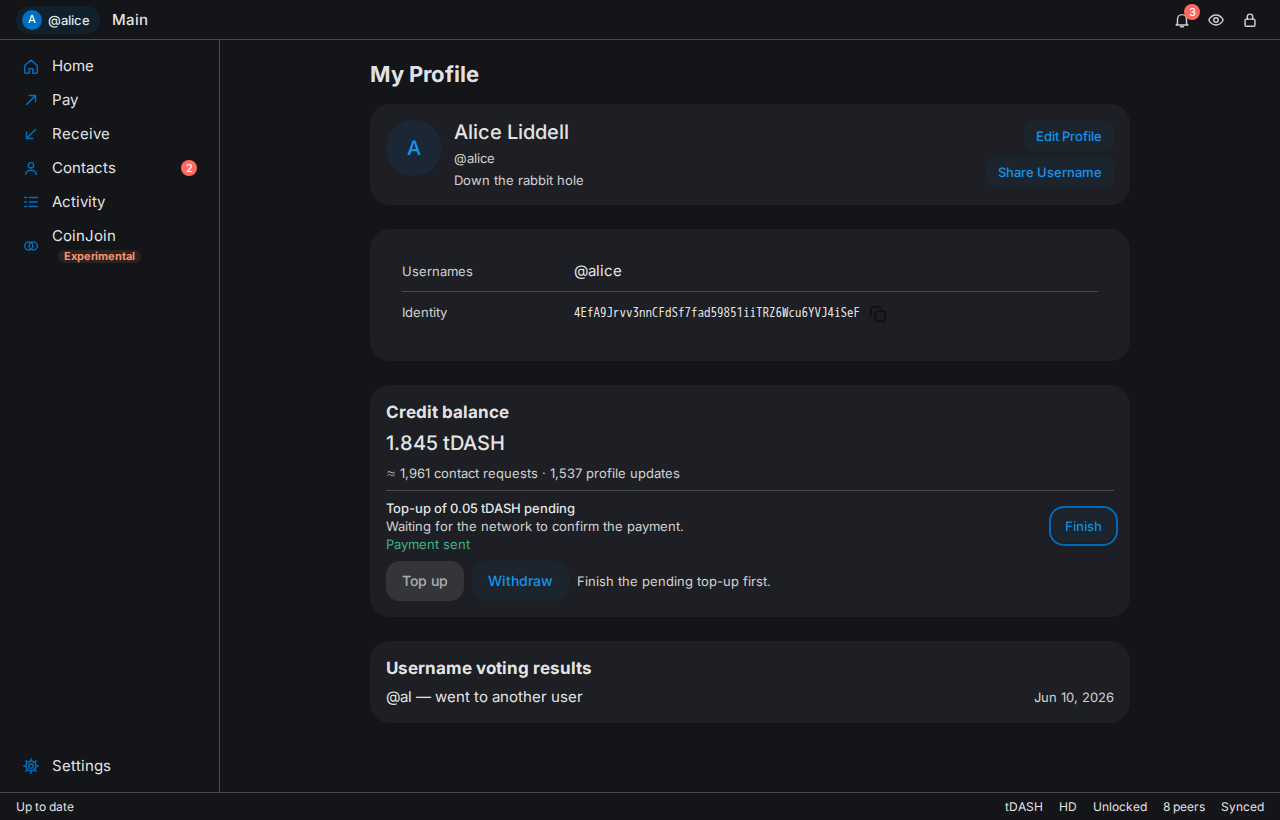 A @alice Main 3
Home
Pay
Receive
Contacts 2
Activity
CoinJoin
Experimental
Settings
My Profile
A
Alice Liddell
@alice
Down the rabbit hole
Edit Profile
Share Username
Usernames @alice
Identity 4EfA9Jrvv3nnCFdSf7fad59851iiTRZ6Wcu6YVJ4iSeF
Credit balance
1.845 tDASH
≈ 1,961 contact requests · 1,537 profile updates
Top-up of 0.05 tDASH pending
Waiting for the network to confirm the payment.
Payment sent
Finish
Top up Withdraw Finish the pending top-up first.
Username voting results
@al — went to another user Jun 10, 2026
Up to date tDASH HD Unlocked 8 peers Synced